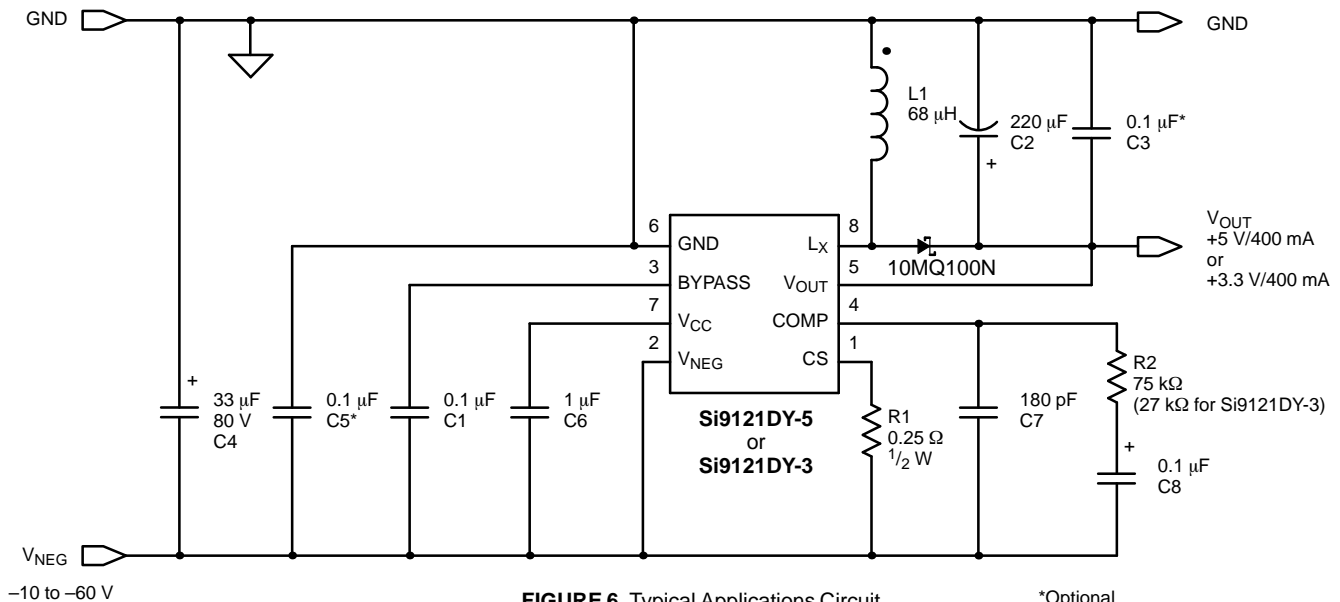 GND
GND
L1
68 μH
220 μF
C2
+
0.1 μF*
C3
VOUT
+5 V/400 mA
or
+3.3 V/400 mA
6
GND
3
BYPASS
7
VCC
2
VNEG
8
LX
10MQ100N
5
VOUT
4
COMP
1
CS
Si9121DY-5
or
Si9121DY-3
+
33 μF
80 V
C4
0.1 μF
C5*
0.1 μF
C1
1 μF
C6
R1
0.25 Ω
1/2 W
180 pF
C7
R2
75 kΩ
(27 kΩ for Si9121DY-3)
+
0.1 μF
C8
VNEG
–10 to –60 V
FIGURE 6. Typical Applications Circuit
*Optional